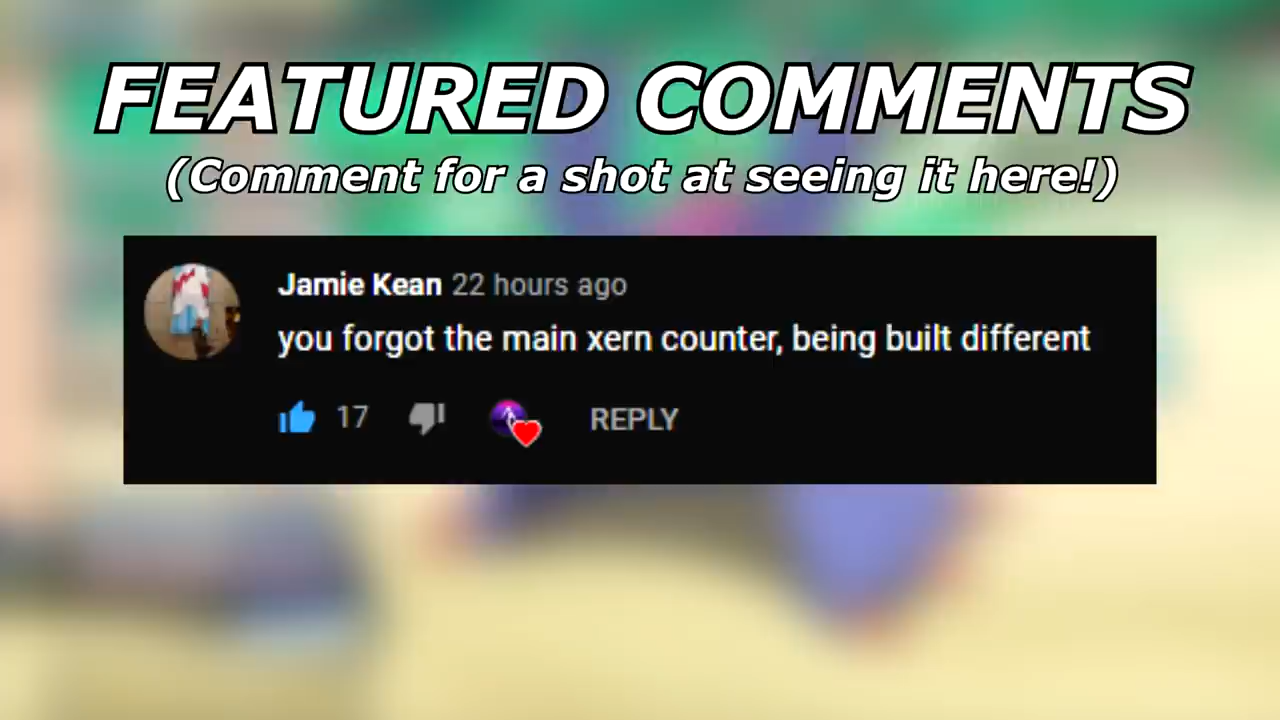 FEATURED COMMENTS
(Comment for a shot at seeing it here!)
Jamie Kean 22 hours ago
you forgot the main xern counter, being built different
17 REPLY